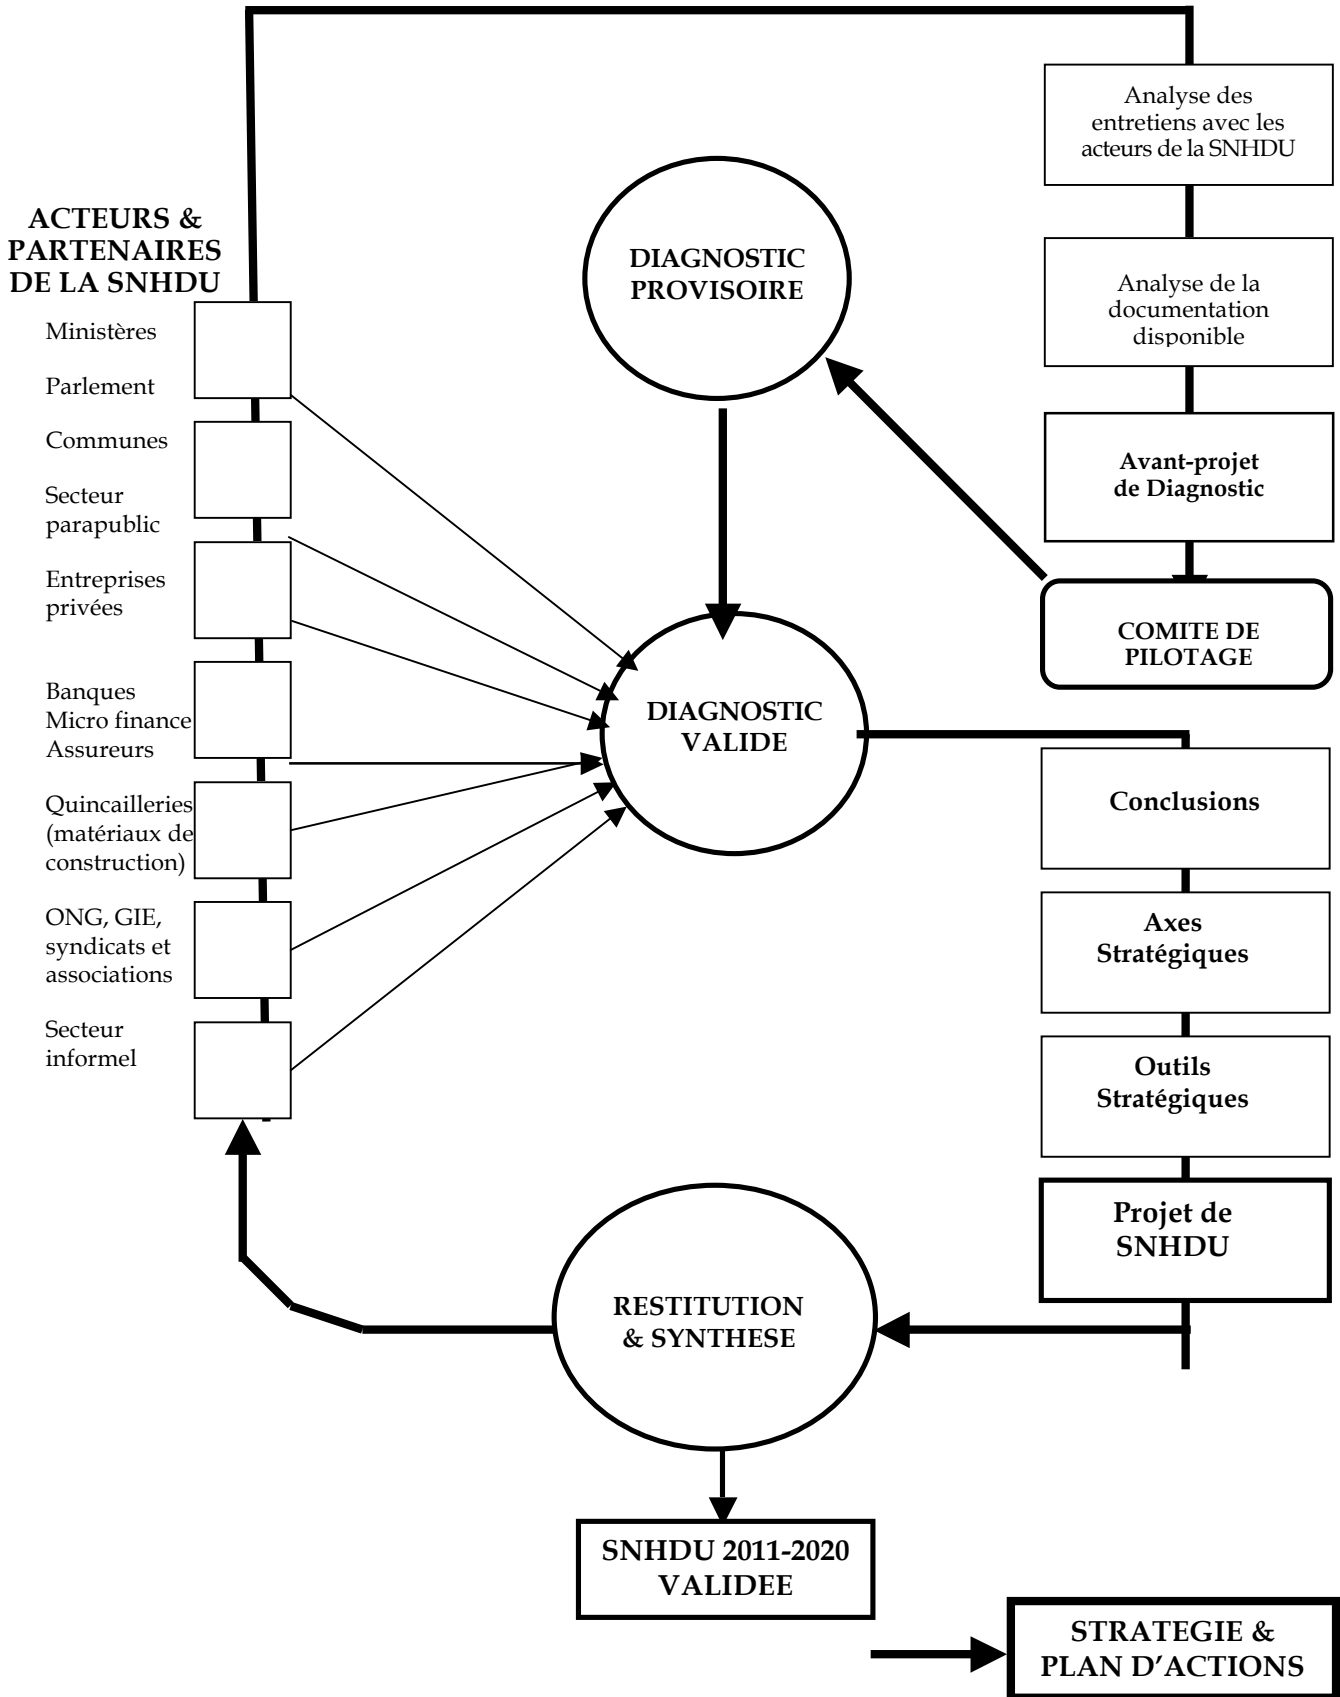 ACTEURS &
PARTENAIRES
DE LA SNHDU
Ministères
Parlement
Communes
Secteur
parapublic
Entreprises
privées
Banques
Micro finance
Assureurs
Quincailleries
(matériaux de
construction)
ONG, GIE,
syndicats et
associations
Secteur
informel
DIAGNOSTIC
PROVISOIRE
DIAGNOSTIC
VALIDE
Analyse des
entretiens avec les
acteurs de la SNHDU
Analyse de la
documentation
disponible
Avant-projet
de Diagnostic
COMITE DE
PILOTAGE
Conclusions
Axes
Stratégiques
Outils
Stratégiques
Projet de
SNHDU
RESTITUTION
& SYNTHESE
SNHDU 2011-2020
VALIDEE
STRATEGIE &
PLAN D’ACTIONS